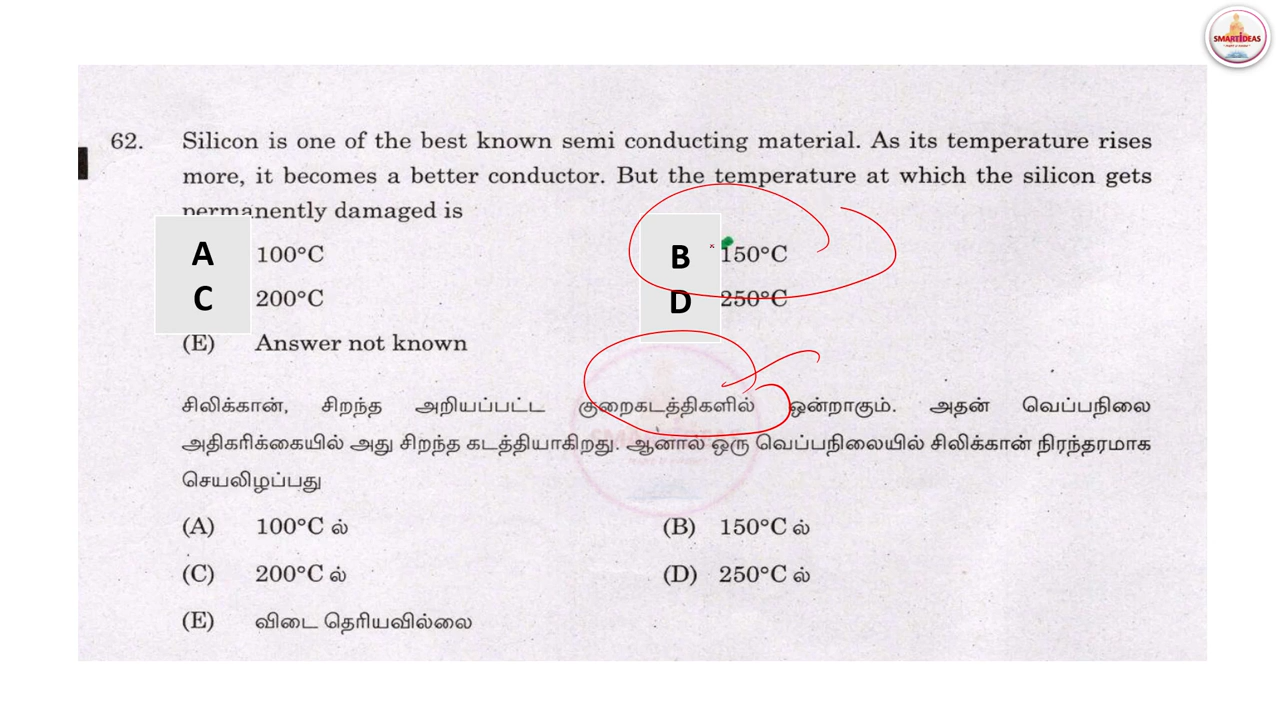 SMARTIDEAS
62. Silicon is one of the best known semi conducting material. As its temperature rises
more, it becomes a better conductor. But the temperature at which the silicon gets
permanently damaged is
A 100°C B 150°C
C 200°C D 250°C
(E) Answer not known
சிலிக்கான், சிறந்த அறியப்பட்ட குறைகடத்திகளில் ஒன்றாகும். அதன் வெப்பநிலை
அதிகரிக்கையில் அது சிறந்த கடத்தியாகிறது. ஆனால் ஒரு வெப்பநிலையில் சிலிக்கான் நிரந்தரமாக
செயலிழப்பது
(A) 100°C ல் (B) 150°C ல்
(C) 200°C ல் (D) 250°C ல்
(E) விடை தெரியவில்லை